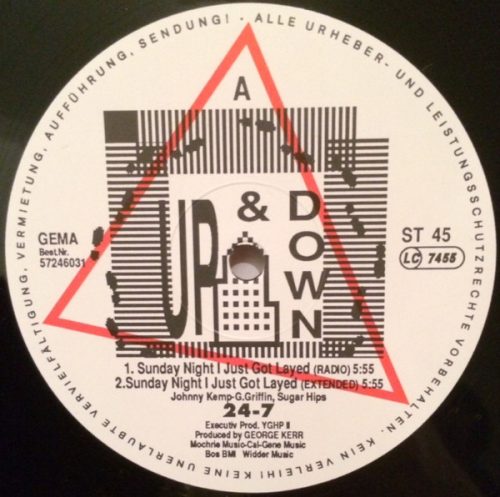 KEINE UNERLAUBTE VERVIELFÄLTIGUNG, VERMIETUNG, AUFFÜHRUNG, SENDUNG! - ALLE URHEBER- UND LEISTUNGSSCHUTZRECHTE VORBEHALTEN. KEIN VERLEIH!
A
UP & DOWN
GEMA
Best.Nr.
57246031
ST 45
LC 7455
1. Sunday Night I Just Got Layed (RADIO) 5:55
2.Sunday Night I Just Got Layed (EXTENDED) 5:55
Johnny Kemp-G.Griffin, Sugar Hips
24-7
Executiv Prod. YGHP II
Produced by GEORGE KERR
Mochrie Music-Cal-Gene Music
Bos BMI Widder Music